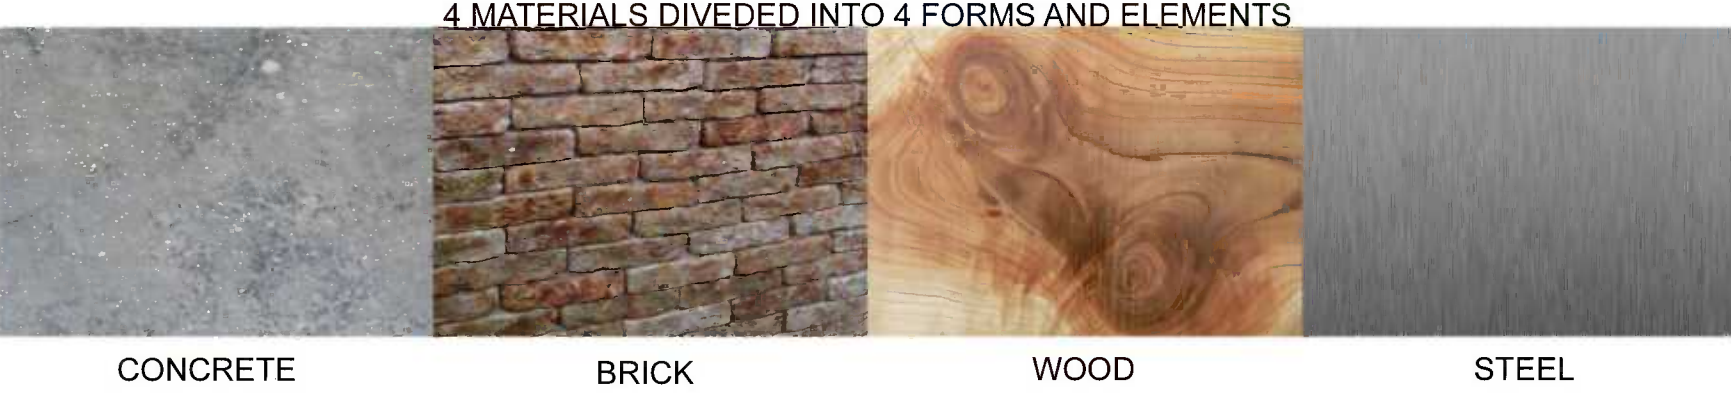 4 MATERIALS DIVEDED INTO 4 FORMS AND ELEMENTS
CONCRETE
BRICK
WOOD
STEEL